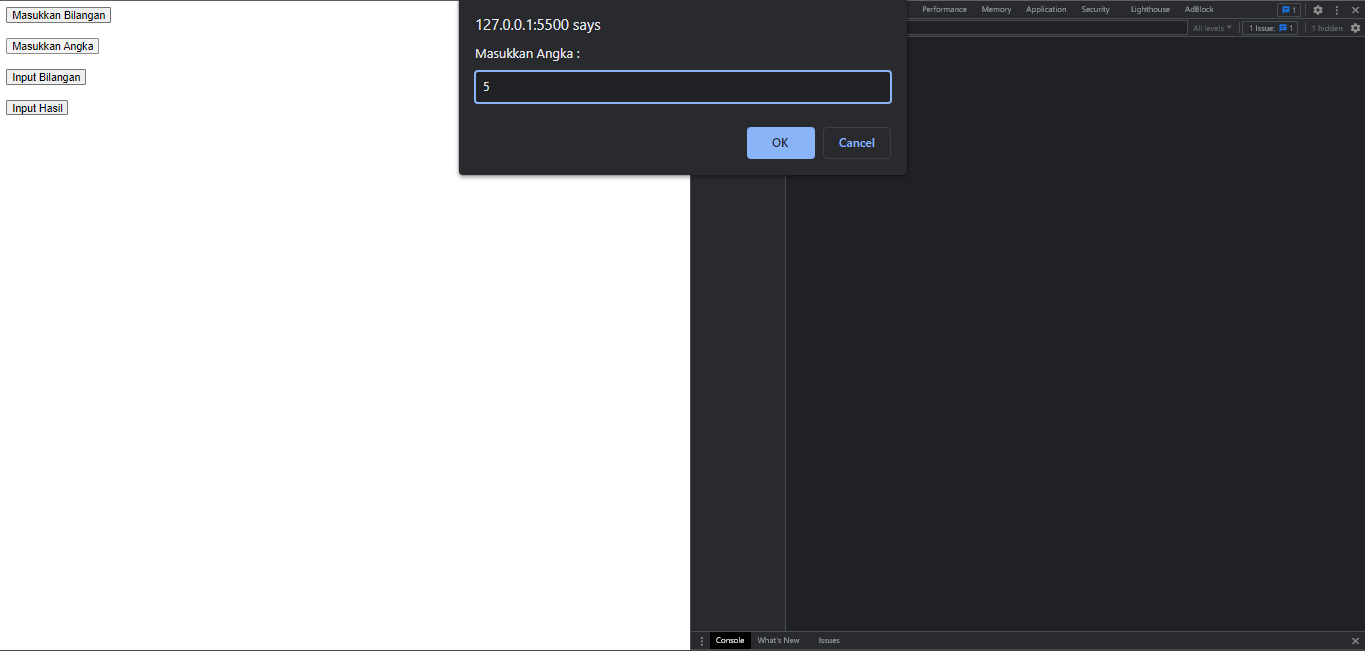 Masukkan Bilangan
Masukkan Angka
Input Bilangan
Input Hasil
127.0.0.1:5500 says
Masukkan Angka :
5
OK
Cancel
Performance Memory Application Security Lighthouse AdBlock 1
All levels 1 Issue: 1 1 hidden
Console What's New Issues